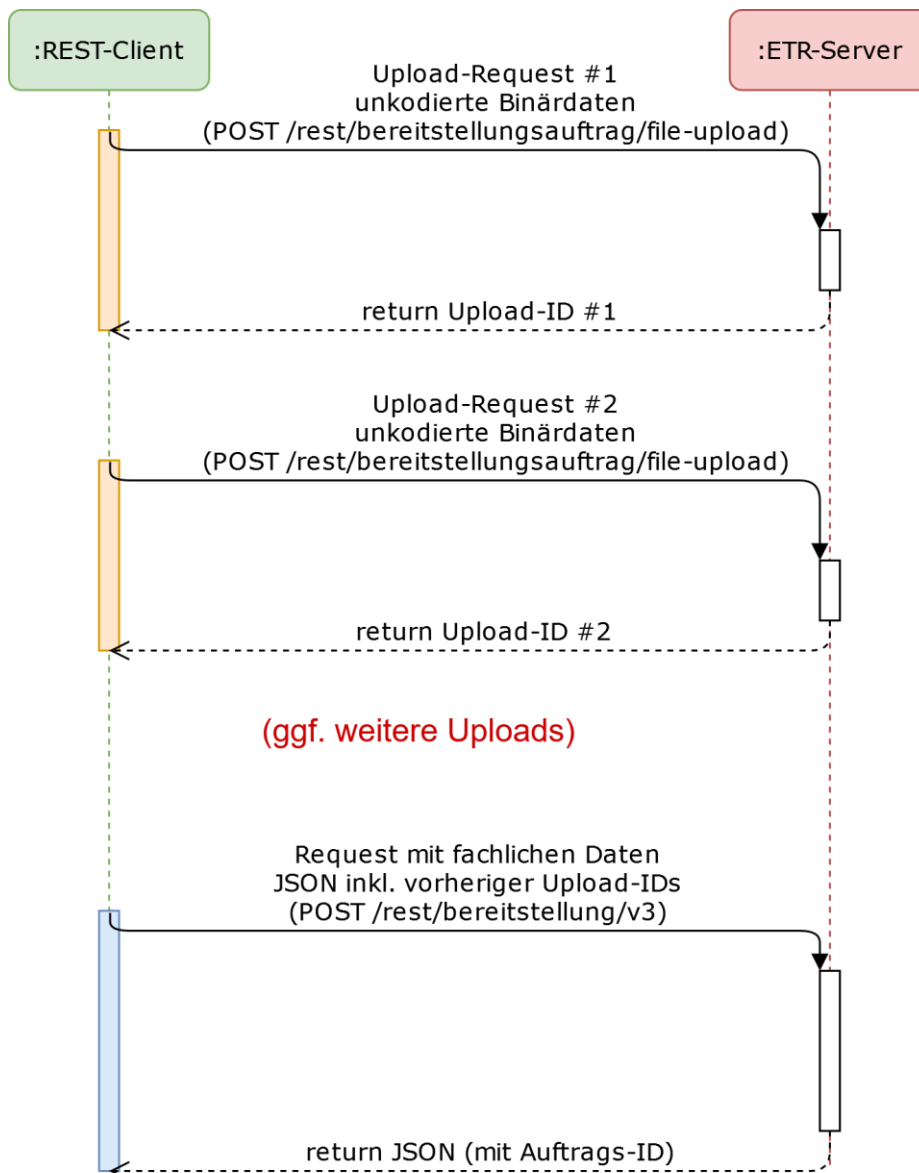 :REST-Client
:ETR-Server
Upload-Request #1
unkodierte Binärdaten
(POST /rest/bereitstellungsauftrag/file-upload)
return Upload-ID #1
Upload-Request #2
unkodierte Binärdaten
(POST /rest/bereitstellungsauftrag/file-upload)
return Upload-ID #2
(ggf. weitere Uploads)
Request mit fachlichen Daten
JSON inkl. vorheriger Upload-IDs
(POST /rest/bereitstellung/v3)
return JSON (mit Auftrags-ID)